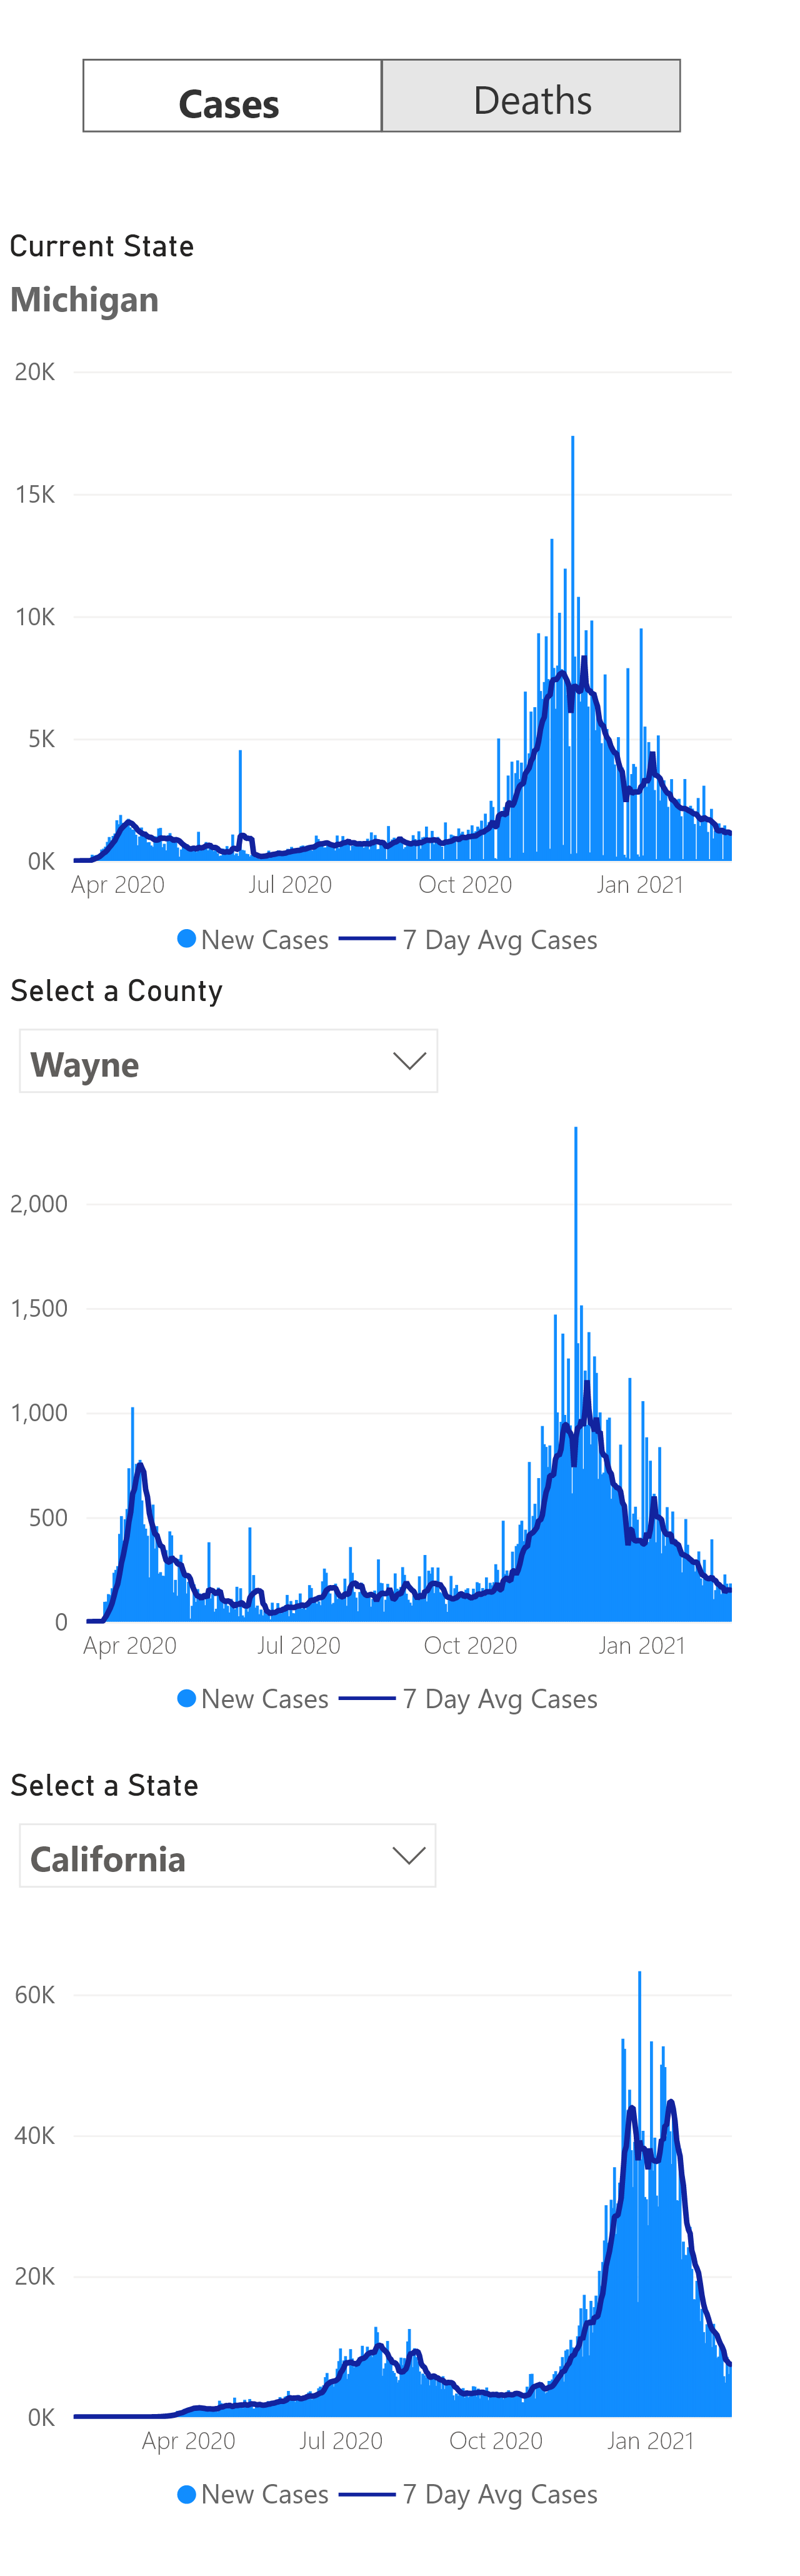 Cases Deaths
Current State
Michigan
20K
15K
10K
5K
0K
Apr 2020 Jul 2020 Oct 2020 Jan 2021
New Cases 7 Day Avg Cases
Select a County
Wayne
2,000
1,500
1,000
500
0
Apr 2020 Jul 2020 Oct 2020 Jan 2021
New Cases 7 Day Avg Cases
Select a State
California
60K
40K
20K
0K
Apr 2020 Jul 2020 Oct 2020 Jan 2021
New Cases 7 Day Avg Cases